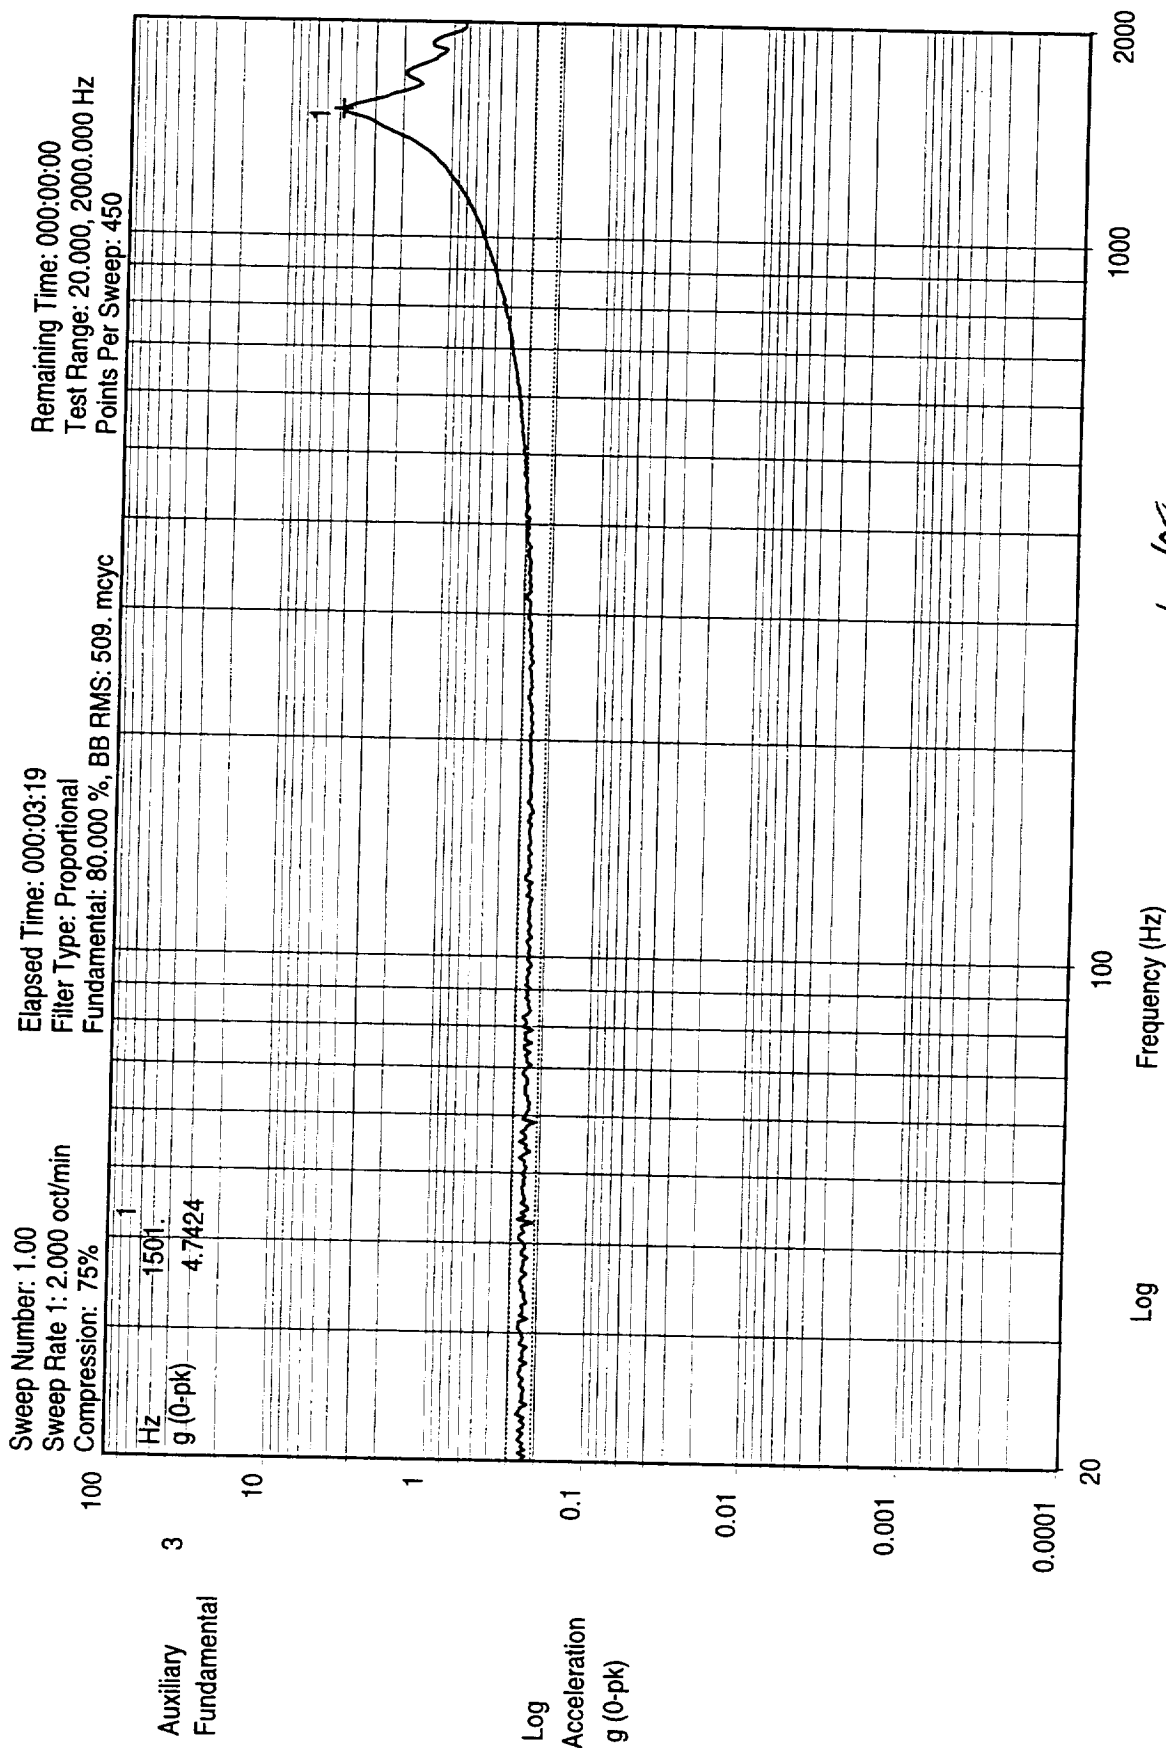 Sweep Number: 1.00
Sweep Rate 1: 2.000 oct/min
Compression: 75%
Elapsed Time: 000:03:19
Filter Type: Proportional
Fundamental: 80.000 %, BB RMS: 509. mcyc
Remaining Time: 000:00:00
Test Range: 20.000, 2000.000 Hz
Points Per Sweep: 450
1
Hz 1501.
g (0-pk) 4.7424
1
3
Auxiliary
Fundamental
Log
Acceleration
g (0-pk)
100
10
1
0.1
0.01
0.001
0.0001
20
100
1000
2000
Log
Frequency (Hz)